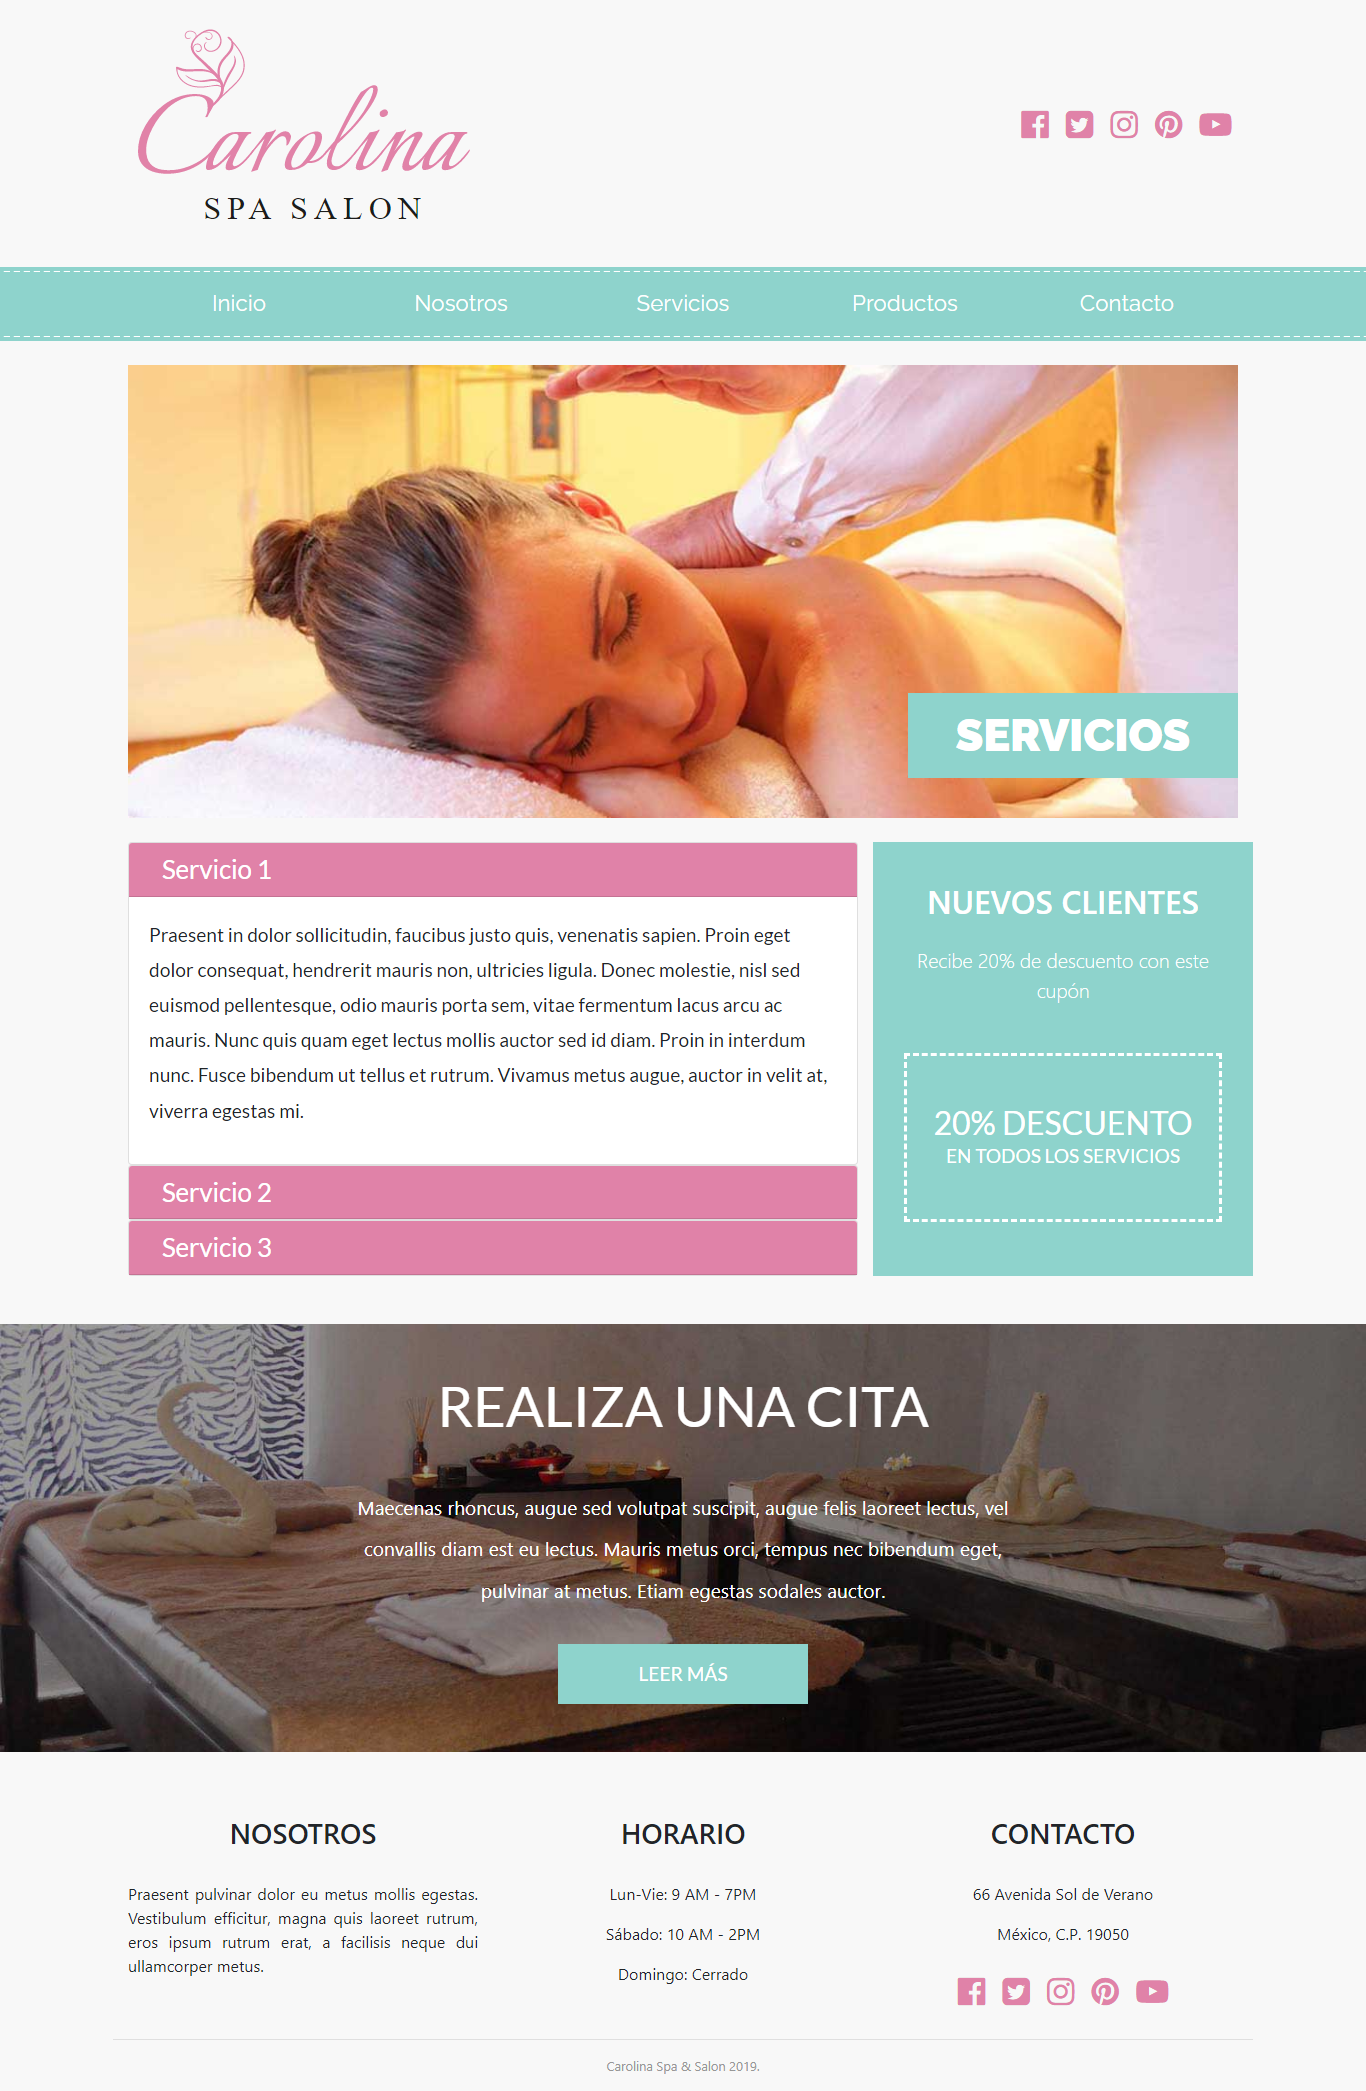 Carolina
SPA SALON
Inicio
Nosotros
Servicios
Productos
Contacto
SERVICIOS
Servicio 1
Praesent in dolor sollicitudin, faucibus justo quis, venenatis sapien. Proin eget
dolor consequat, hendrerit mauris non, ultricies ligula. Donec molestie, nisl sed
euismod pellentesque, odio mauris porta sem, vitae fermentum lacus arcu ac
mauris. Nunc quis quam eget lectus mollis auctor sed id diam. Proin in interdum
nunc. Fusce bibendum ut tellus et rutrum. Vivamus metus augue, auctor in velit at,
viverra egestas mi.
Servicio 2
Servicio 3
NUEVOS CLIENTES
Recibe 20% de descuento con este
cupón
20% DESCUENTO
EN TODOS LOS SERVICIOS
REALIZA UNA CITA
Maecenas rhoncus, augue sed volutpat suscipit, augue felis laoreet lectus, vel
convallis diam est eu lectus. Mauris metus orci, tempus nec bibendum eget,
pulvinar at metus. Etiam egestas sodales auctor.
LEER MÁS
NOSOTROS
Praesent pulvinar dolor eu metus mollis egestas.
Vestibulum efficitur, magna quis laoreet rutrum,
eros ipsum rutrum erat, a facilisis neque dui
ullamcorper metus.
HORARIO
Lun-Vie: 9 AM - 7PM
Sábado: 10 AM - 2PM
Domingo: Cerrado
CONTACTO
66 Avenida Sol de Verano
México, C.P. 19050
Carolina Spa & Salon 2019.